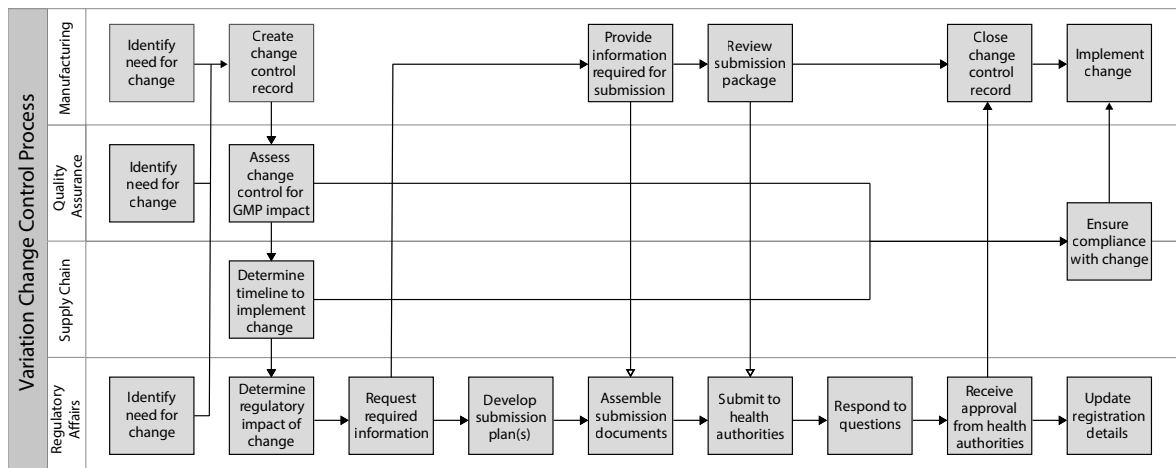 Variation Change Control Process
Manufacturing
Identify
need for
change
Create
change
control
record
Provide
information
required for
submission
Review
submission
package
Close
change
control
record
Implement
change
Quality
Assurance
Identify
need for
change
Assess
change
control for
GMP impact
Ensure
compliance
with change
Supply Chain
Determine
timeline to
implement
change
Regulatory
Affairs
Identify
need for
change
Determine
regulatory
impact of
change
Request
required
information
Develop
submission
plan(s)
Assemble
submission
documents
Submit to
health
authorities
Respond to
questions
Receive
approval
from health
authorities
Update
registration
details